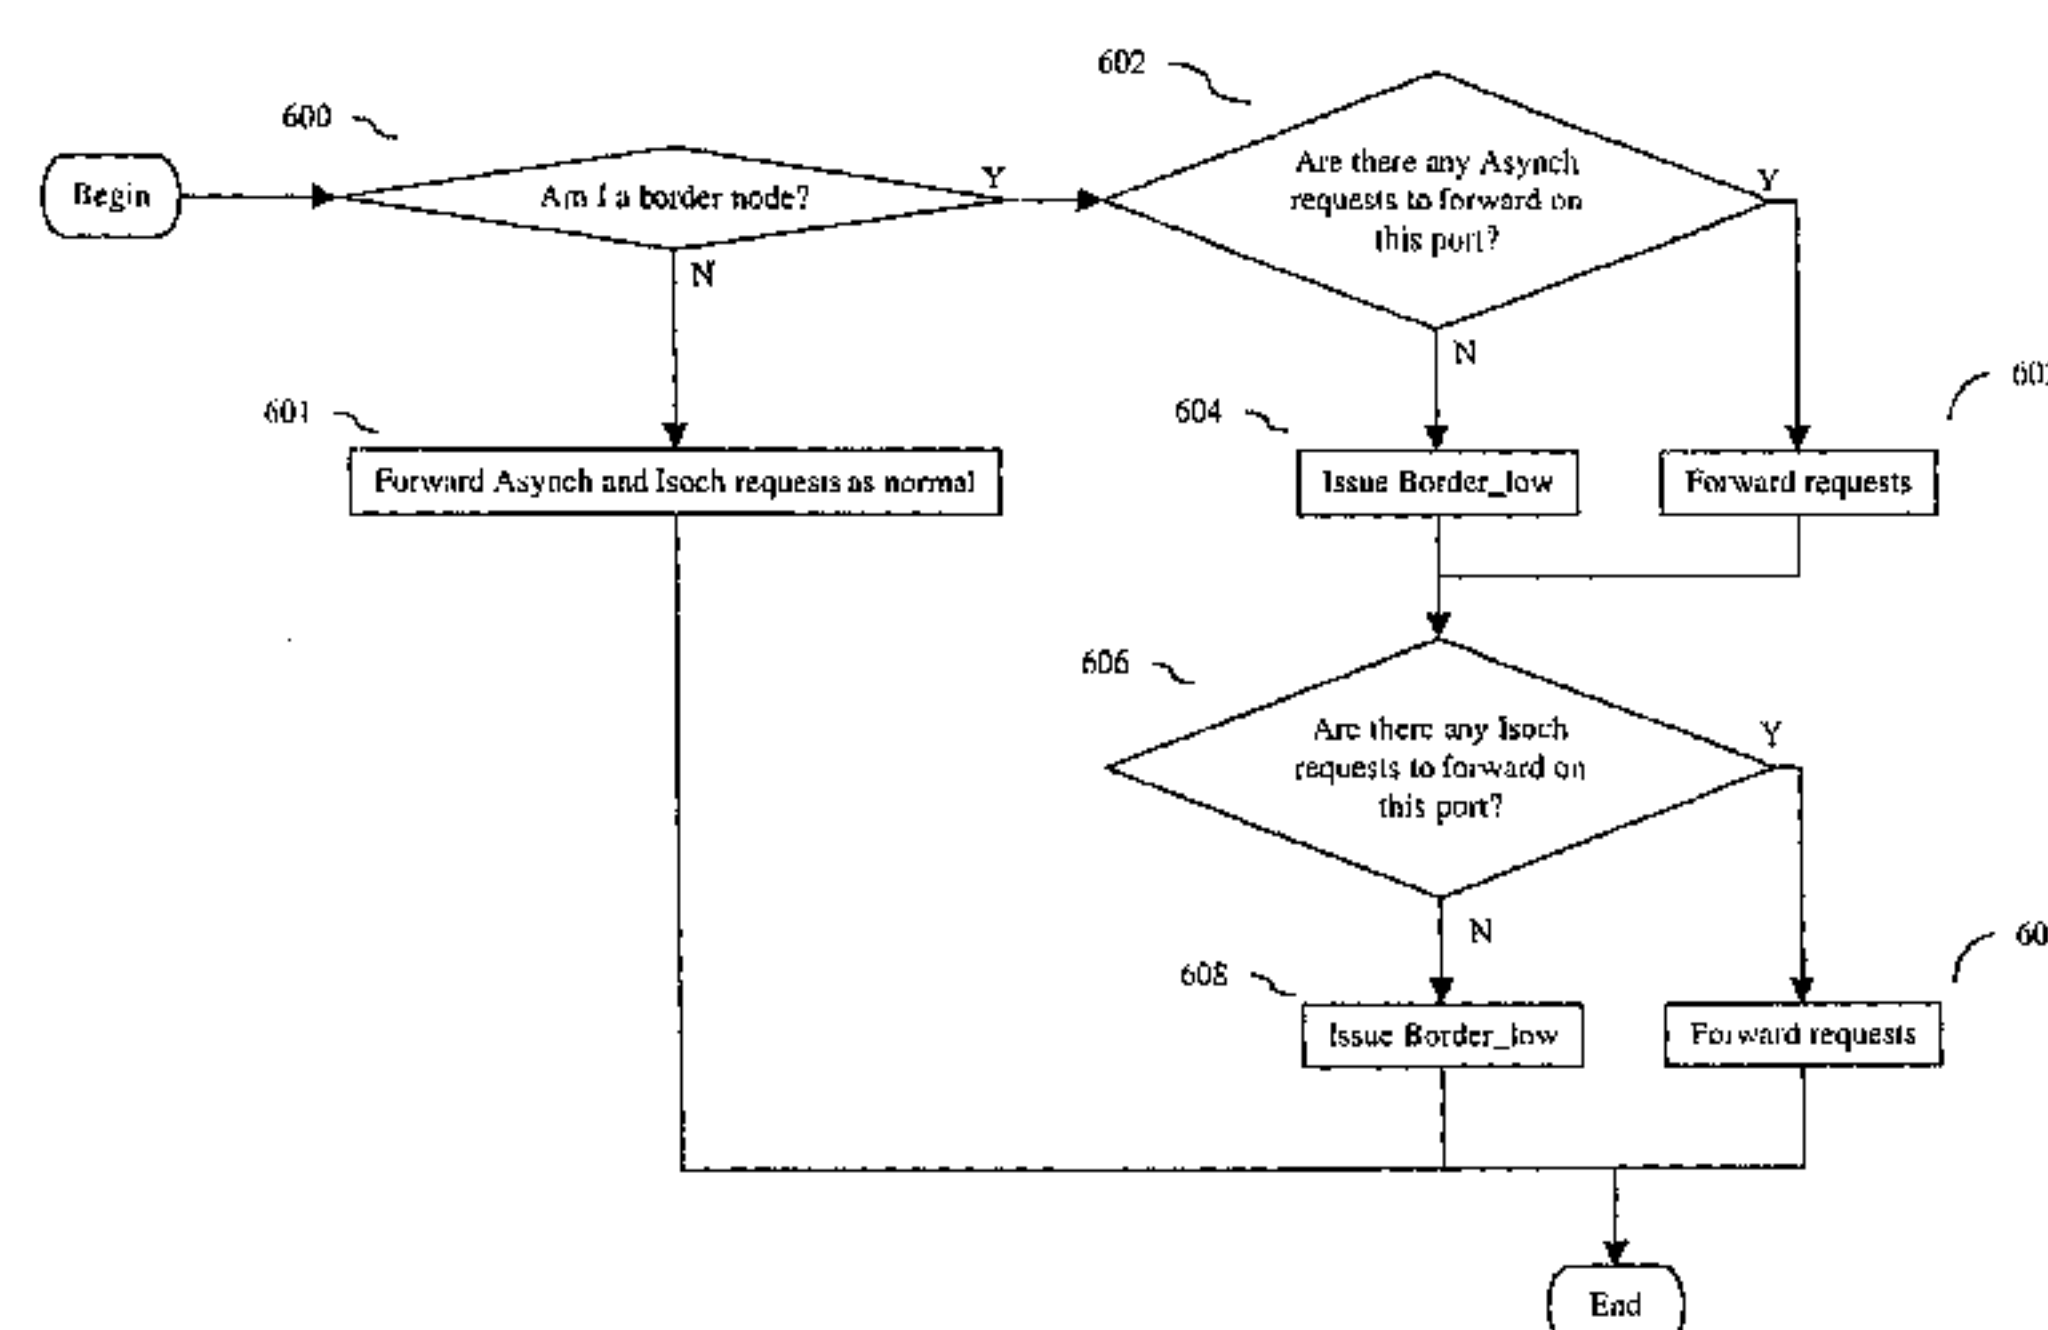 602
600
Begin
Am I a border node?
Y
Are there any Asynch
requests to forward on
this port?
Y
N
N
601
604
Forward Asynch and Isoch requests as normal
Issue Border_low
Forward requests
606
Are there any Isoch
requests to forward on
this port?
Y
N
608
Issue Border_low
Forward requests
End